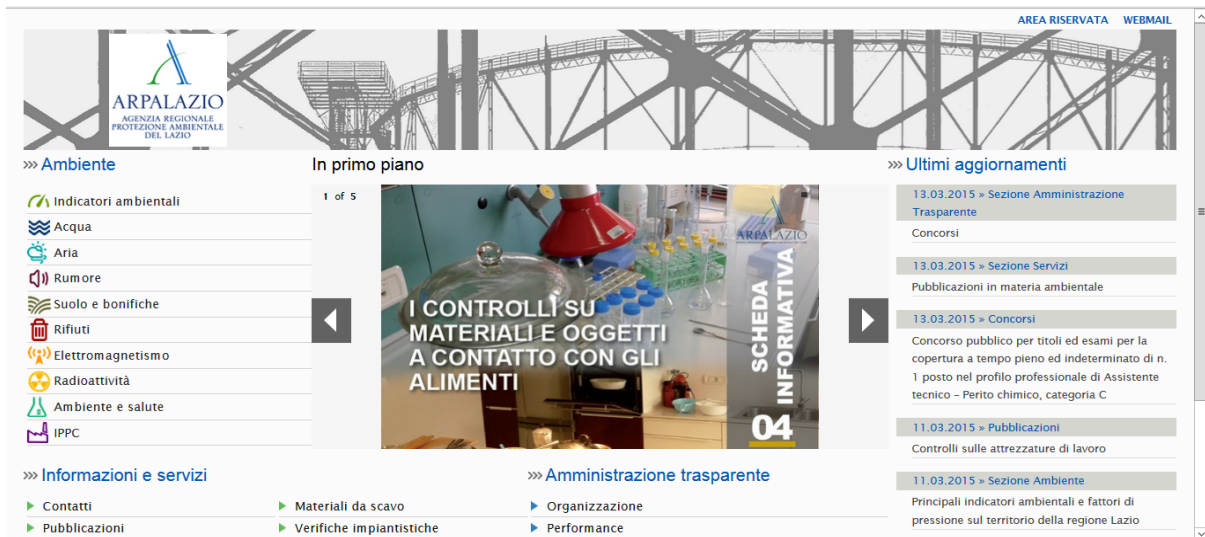 AREA RISERVATA WEBMAIL
ARPALAZIO
AGENZIA REGIONALE
PROTEZIONE AMBIENTALE
DEL LAZIO
»» Ambiente
Indicatori ambientali
Acqua
Aria
Rumore
Suolo e bonifiche
Rifiuti
Elettromagnetismo
Radioattività
Ambiente e salute
IPPC
In primo piano
1 of 5
ARPALAZIO
I CONTROLLI SU
MATERIALI E OGGETTI
A CONTATTO CON GLI
ALIMENTI
SCHEDA
INFORMATIVA
04
»» Ultimi aggiornamenti
13.03.2015 » Sezione Amministrazione
Trasparente
Concorsi
13.03.2015 » Sezione Servizi
Pubblicazioni in materia ambientale
13.03.2015 » Concorsi
Concorso pubblico per titoli ed esami per la
copertura a tempo pieno ed indeterminato di n.
1 posto nel profilo professionale di Assistente
tecnico – Perito chimico, categoria C
11.03.2015 » Pubblicazioni
Controlli sulle attrezzature di lavoro
11.03.2015 » Sezione Ambiente
Principali indicatori ambientali e fattori di
pressione sul territorio della regione Lazio
»» Informazioni e servizi
Contatti
Pubblicazioni
Materiali da scavo
Verifiche impiantistiche
»» Amministrazione trasparente
Organizzazione
Performance